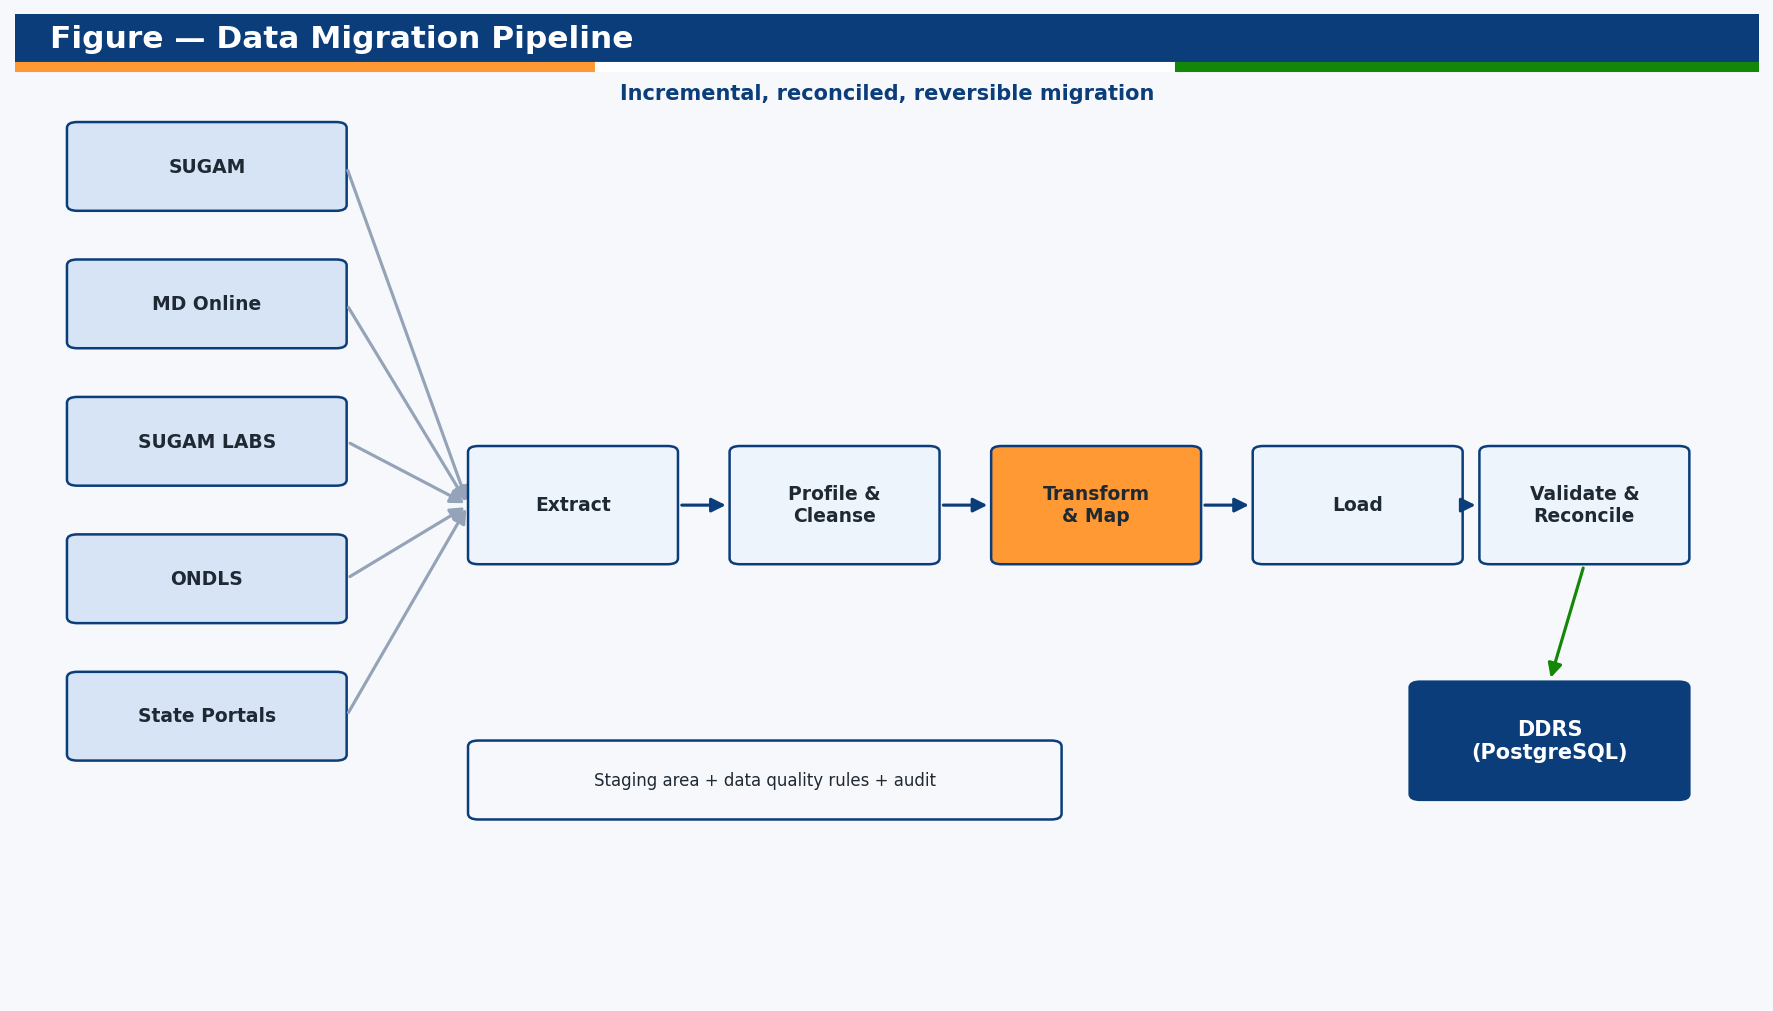 Figure — Data Migration Pipeline
Incremental, reconciled, reversible migration
SUGAM
MD Online
SUGAM LABS
ONDLS
State Portals
Extract
Profile &
Cleanse
Transform
& Map
Load
Validate &
Reconcile
DDRS
(PostgreSQL)
Staging area + data quality rules + audit